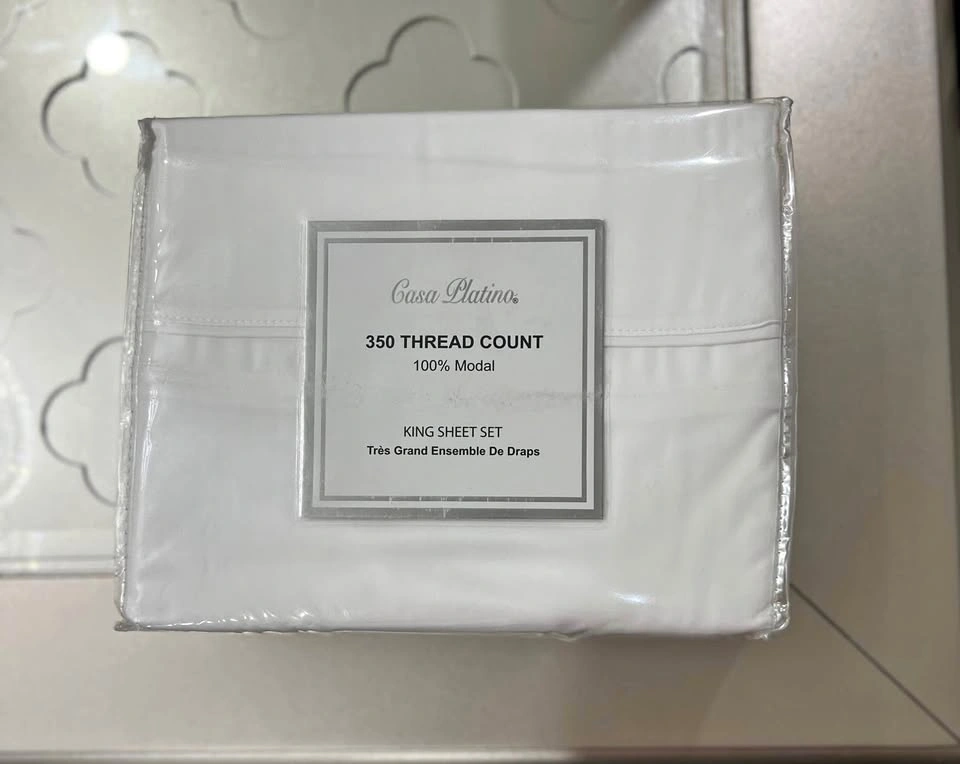 Casa Platino®
350 THREAD COUNT
100% Modal
KING SHEET SET
Très Grand Ensemble De Draps